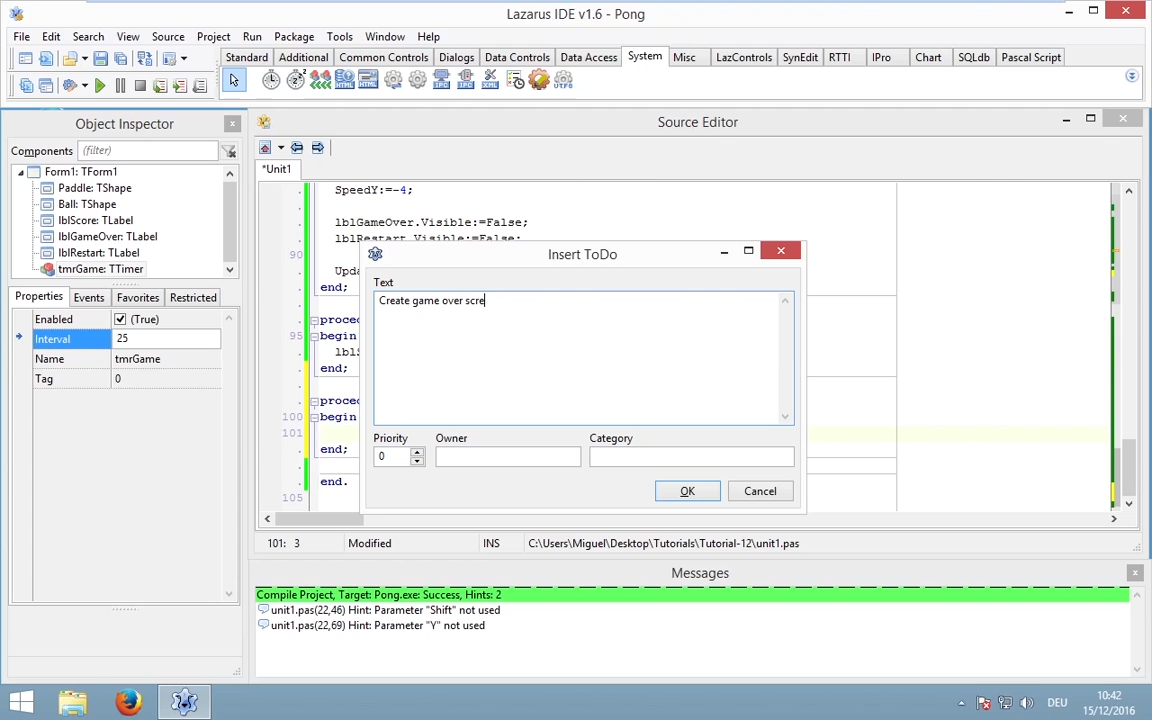 Lazarus IDE v1.6 - Pong
File Edit Search View Source Project Run Package Tools Window Help
Standard Additional Common Controls Dialogs Data Controls Data Access System Misc LazControls SynEdit RTTI IPro Chart SQLdb Pascal Script
Object Inspector
Components (filter)
Form1: TForm1
Paddle: TShape
Ball: TShape
lblScore: TLabel
lblGameOver: TLabel
lblRestart: TLabel
tmrGame: TTimer
Properties Events Favorites Restricted
Enabled (True)
Interval 25
Name tmrGame
Tag 0
Source Editor
*Unit1
SpeedY:=-4;
lblGameOver.Visible:=False;
lblRestart.Visible:=False;
90
Upda
end;
proced
95 begin
lblS
end;
proced
100 begin
101
end;
end.
105
Insert ToDo
Text
Create game over scre
Priority Owner Category
0
OK Cancel
101: 3 Modified INS C:\Users\Miguel\Desktop\Tutorials\Tutorial-12\unit1.pas
Messages
Compile Project, Target: Pong.exe: Success, Hints: 2
unit1.pas(22,46) Hint: Parameter "Shift" not used
unit1.pas(22,69) Hint: Parameter "Y" not used
DEU
10:42
15/12/2016